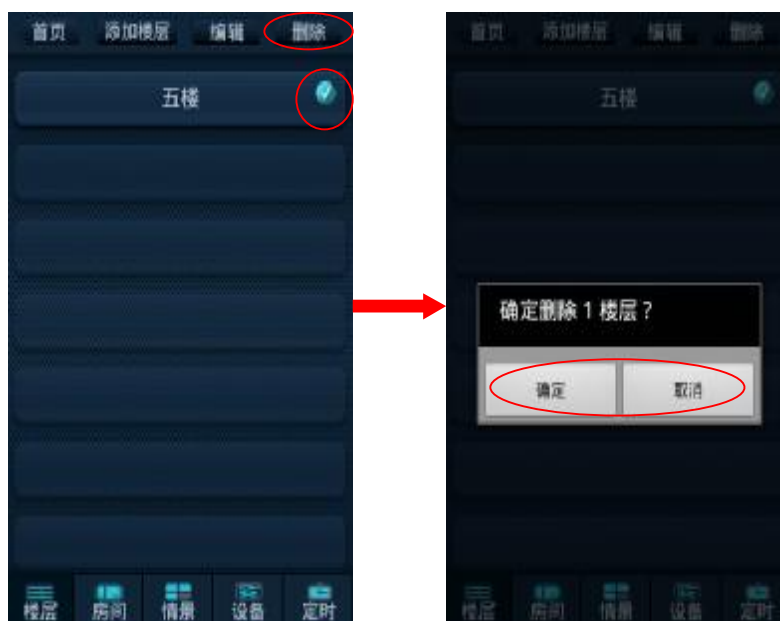 首页 添加楼层 编辑 删除
五楼
楼层 房间 情景 设备 定时
首页 添加楼层 编辑 删除
五楼
确定删除 1 楼层？
确定 取消
楼层 房间 情景 设备 定时